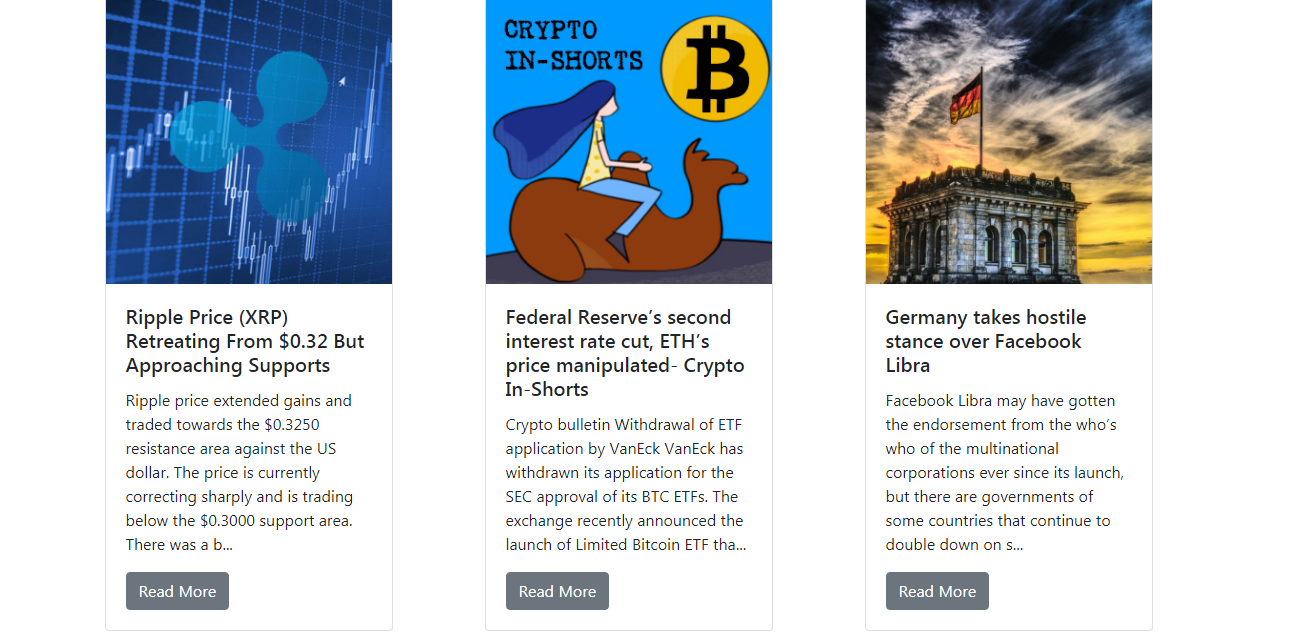 Ripple Price (XRP)
Retreating From $0.32 But
Approaching Supports
Ripple price extended gains and
traded towards the $0.3250
resistance area against the US
dollar. The price is currently
correcting sharply and is trading
below the $0.3000 support area.
There was a b...
Read More
CRYPTO
IN-SHORTS
B
Federal Reserve’s second
interest rate cut, ETH’s
price manipulated- Crypto
In-Shorts
Crypto bulletin Withdrawal of ETF
application by VanEck VanEck has
withdrawn its application for the
SEC approval of its BTC ETFs. The
exchange recently announced the
launch of Limited Bitcoin ETF tha...
Read More
Germany takes hostile
stance over Facebook
Libra
Facebook Libra may have gotten
the endorsement from the who’s
who of the multinational
corporations ever since its launch,
but there are governments of
some countries that continue to
double down on s...
Read More